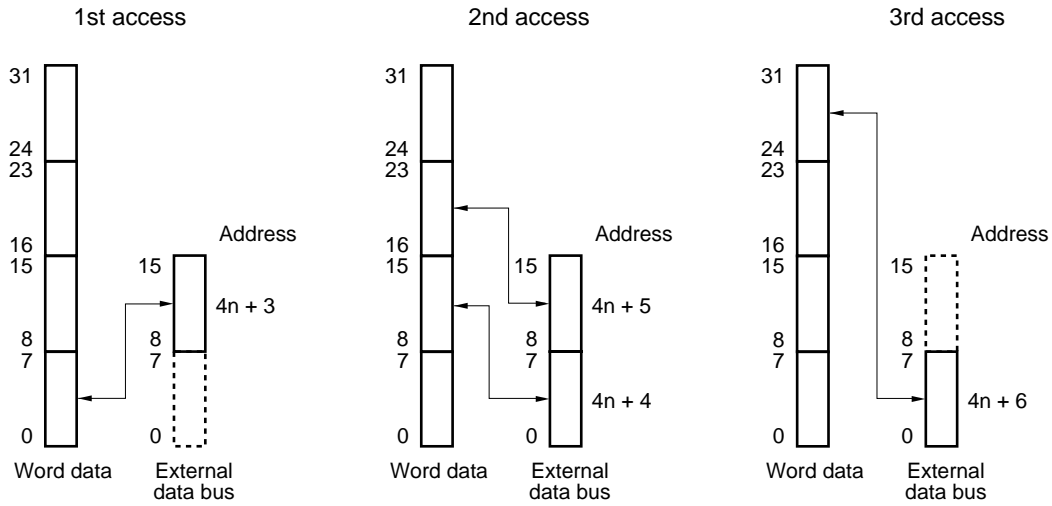 1st access
2nd access
3rd access
31
24
23
16
15
8
7
0
Word data
Address
15
8
7
0
4n + 3
External
data bus
31
24
23
16
15
8
7
0
Word data
Address
15
8
7
0
4n + 5
4n + 4
External
data bus
31
24
23
16
15
8
7
0
Word data
Address
15
8
7
0
4n + 6
External
data bus